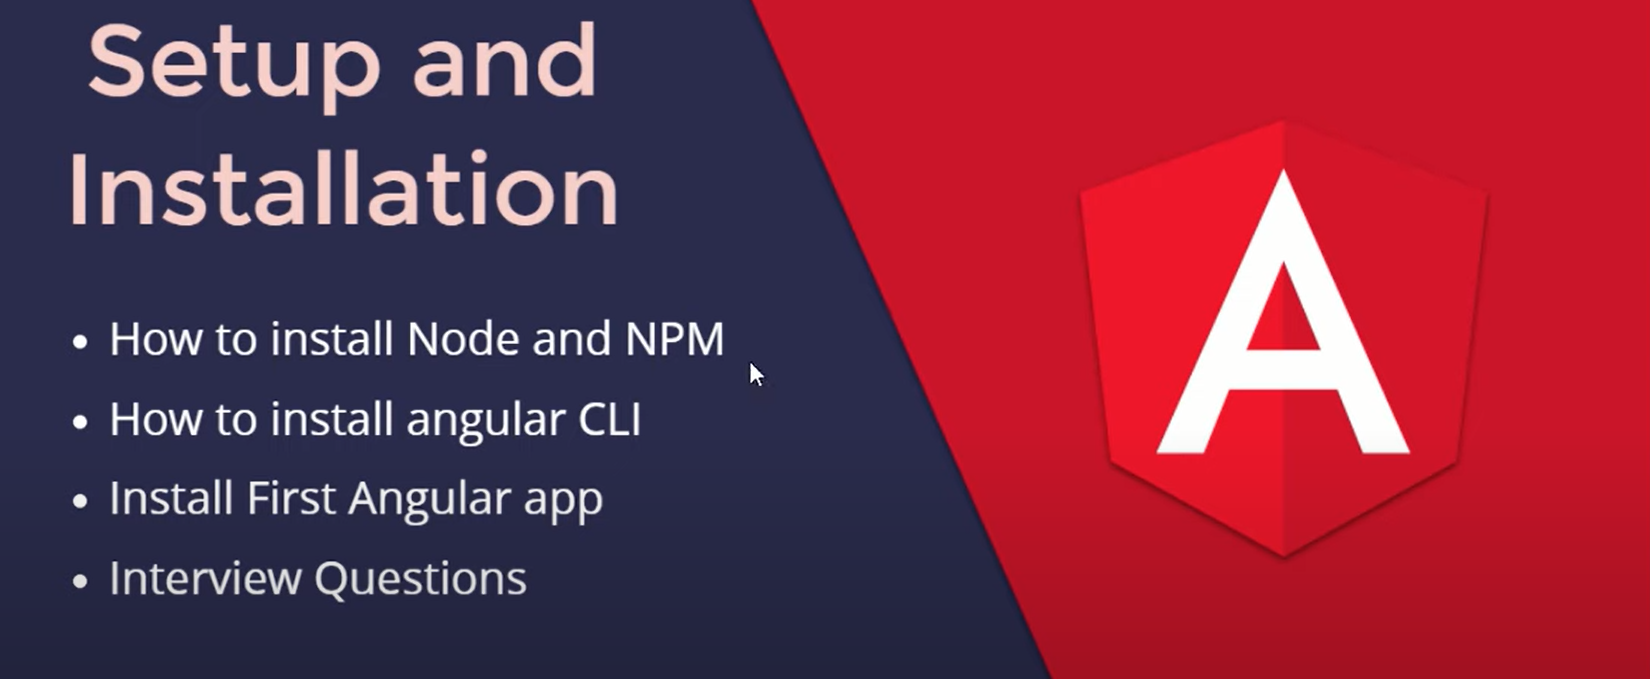 Setup and
Installation
• How to install Node and NPM
• How to install angular CLI
• Install First Angular app
• Interview Questions
A